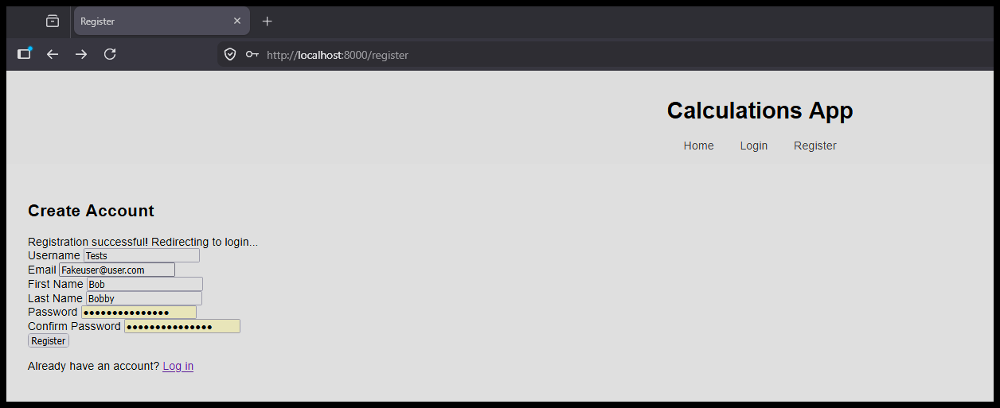 Register
http://localhost:8000/register
Calculations App
Home Login Register
Create Account
Registration successful! Redirecting to login...
Username Tests
Email Fakeuser@user.com
First Name Bob
Last Name Bobby
Password •••••••••••••••
Confirm Password •••••••••••••••
Register
Already have an account? Log in